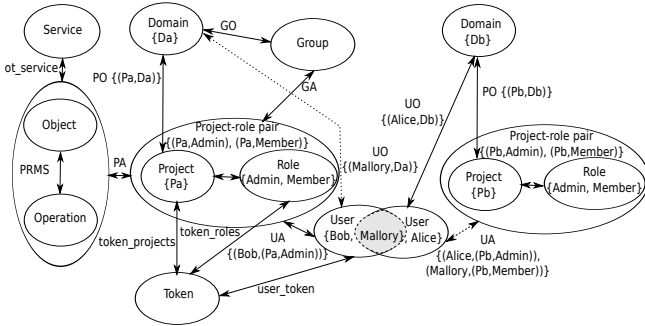 Service
ot_service
Object
PRMS
Operation
PA
Domain
{Da}
GO
Group
PO {(Pa,Da)}
GA
Project-role pair
{(Pa,Admin), (Pa,Member)}
Project
{Pa}
Role
{Admin, Member}
token_projects
token_roles
UA
{(Bob,(Pa,Admin))}
Token
user_token
UO
{(Mallory,Da)}
User
{Bob,
Mallory}
User
, Alice}
UO
{(Alice,Db)}
Domain
{Db}
PO {(Pb,Db)}
Project-role pair
{(Pb,Admin), (Pb,Member)}
Project
{Pb}
Role
{Admin, Member}
UA
{(Alice,(Pb,Admin)),
(Mallory,(Pb,Member))}